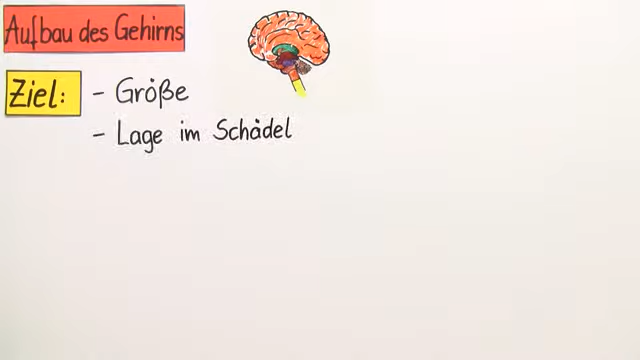 Aufbau des Gehirns
Ziel: - Größe
- Lage im Schädel